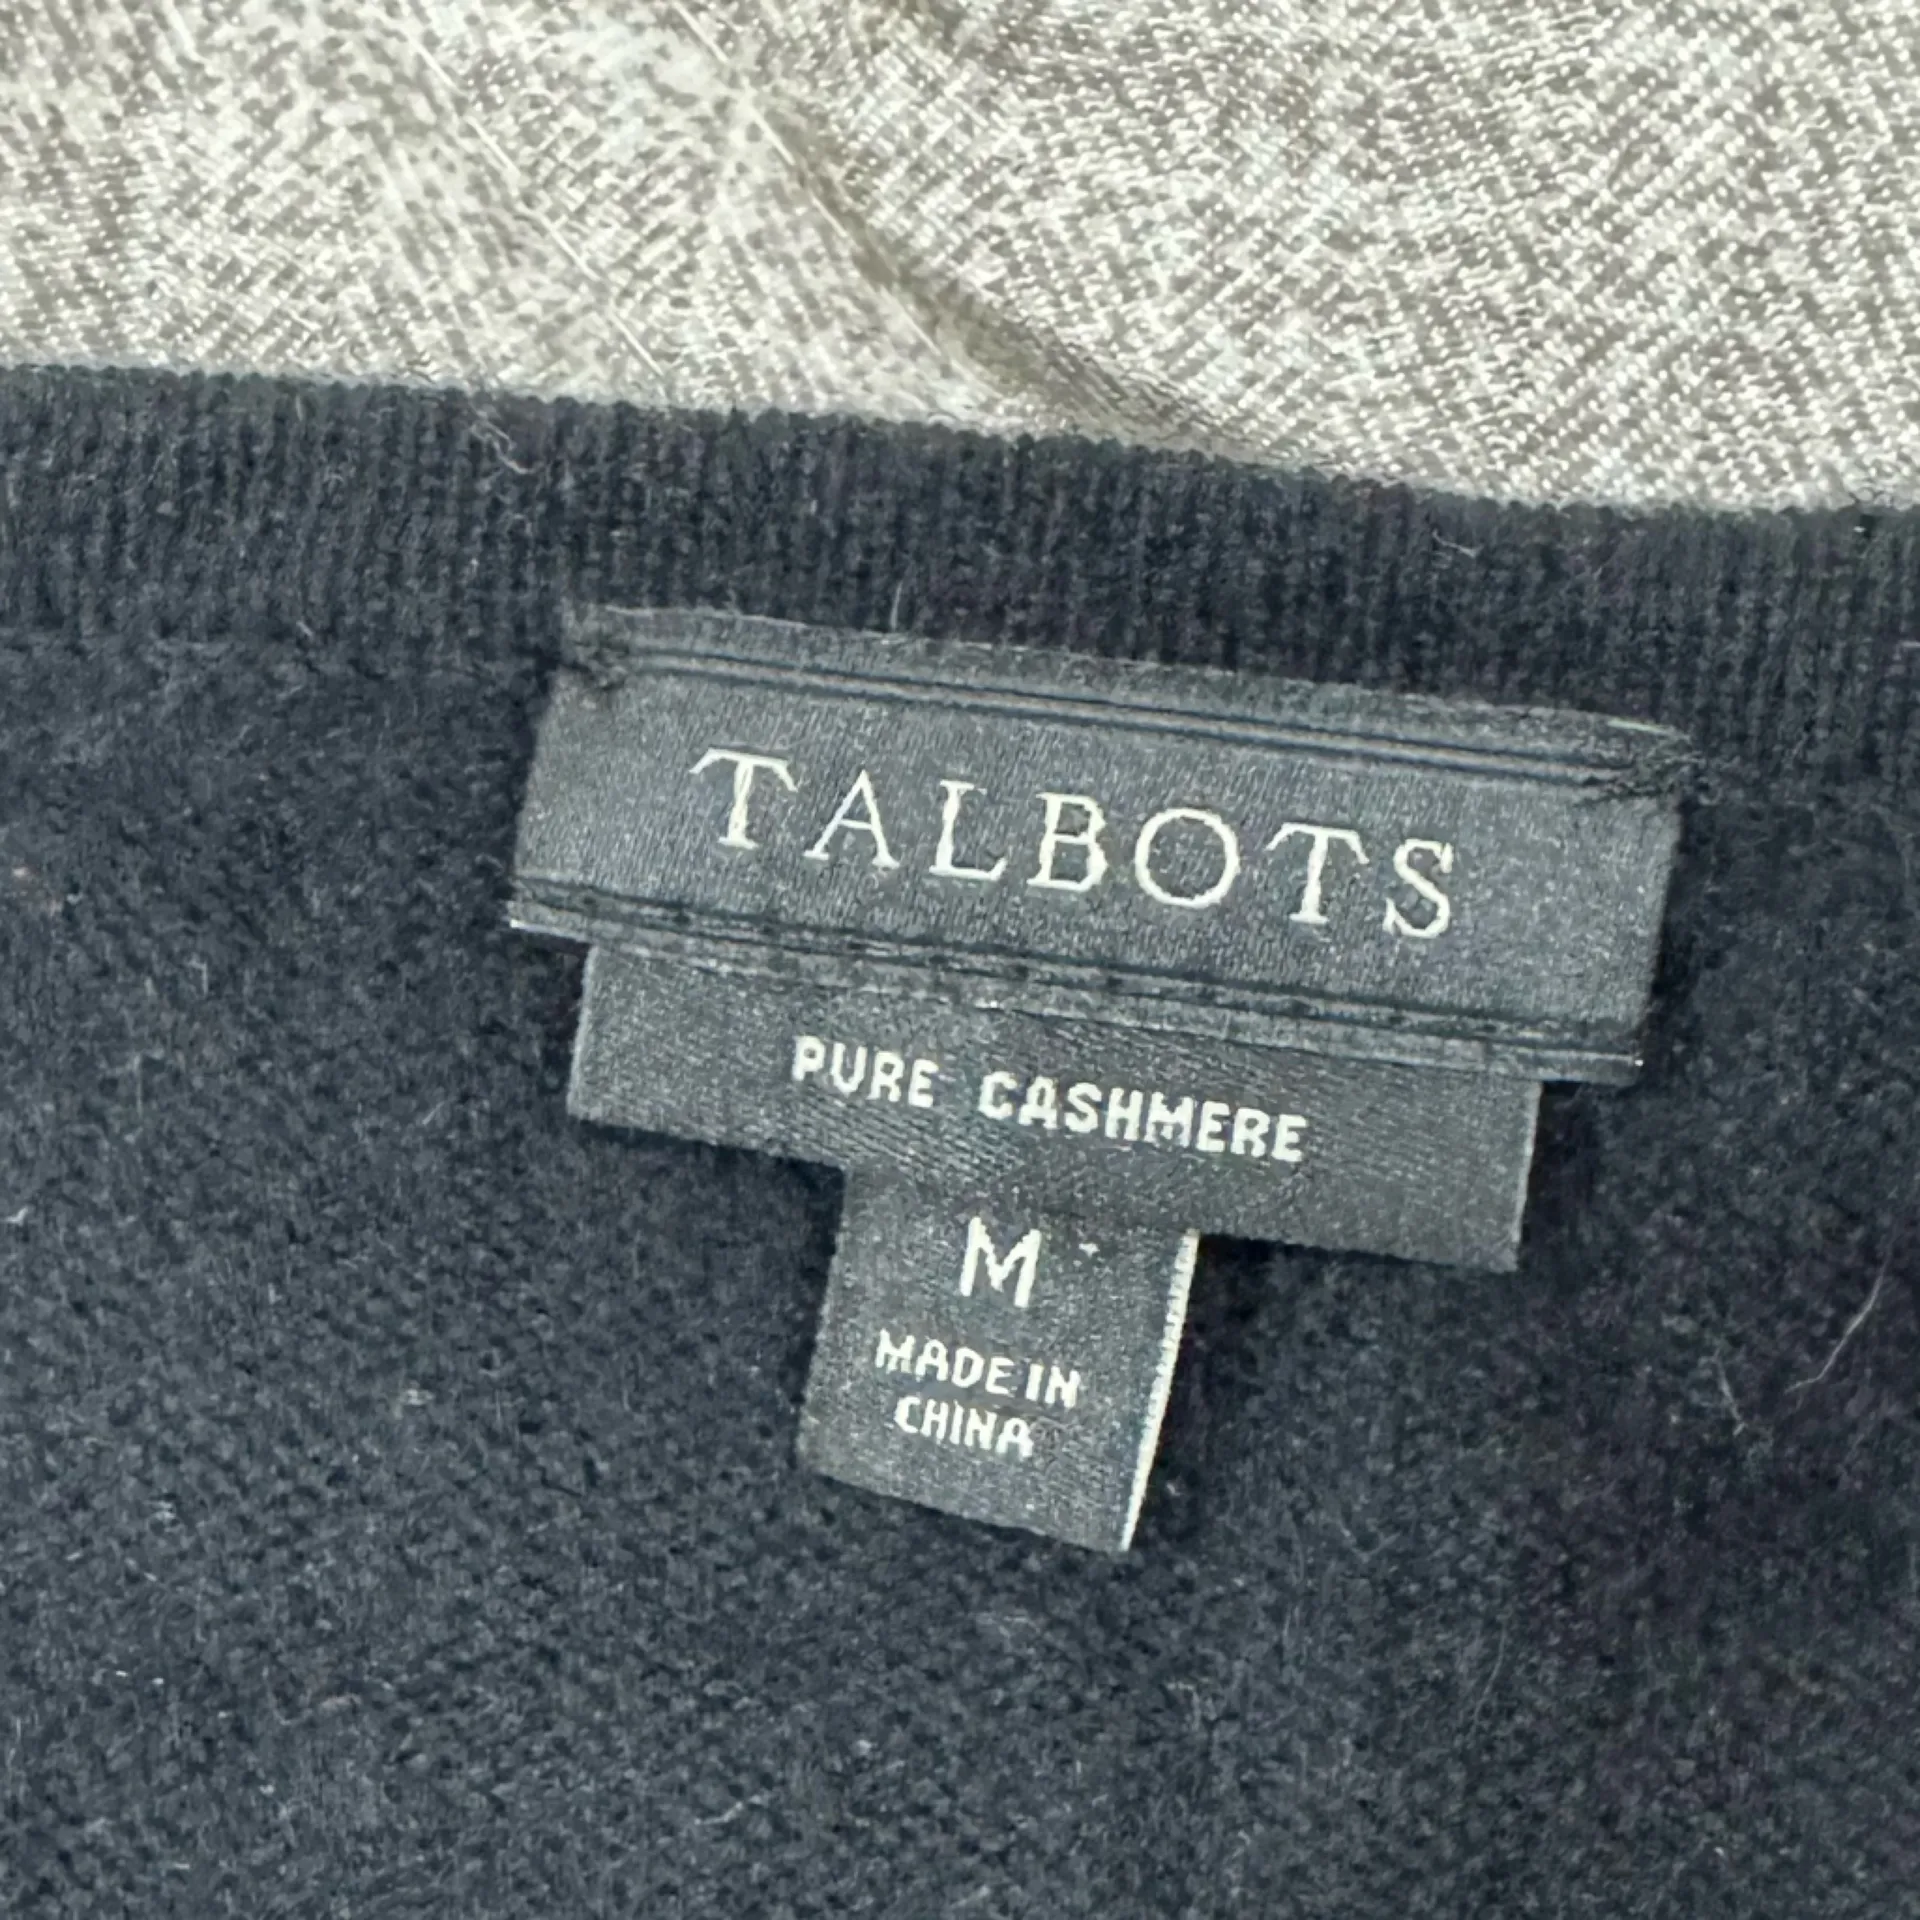 TALBOTS
PURE CASHMERE
M
MADE IN
CHINA